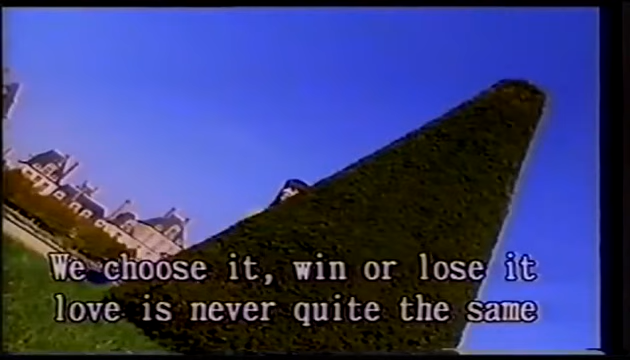 We choose it, win or lose it
love is never quite the same